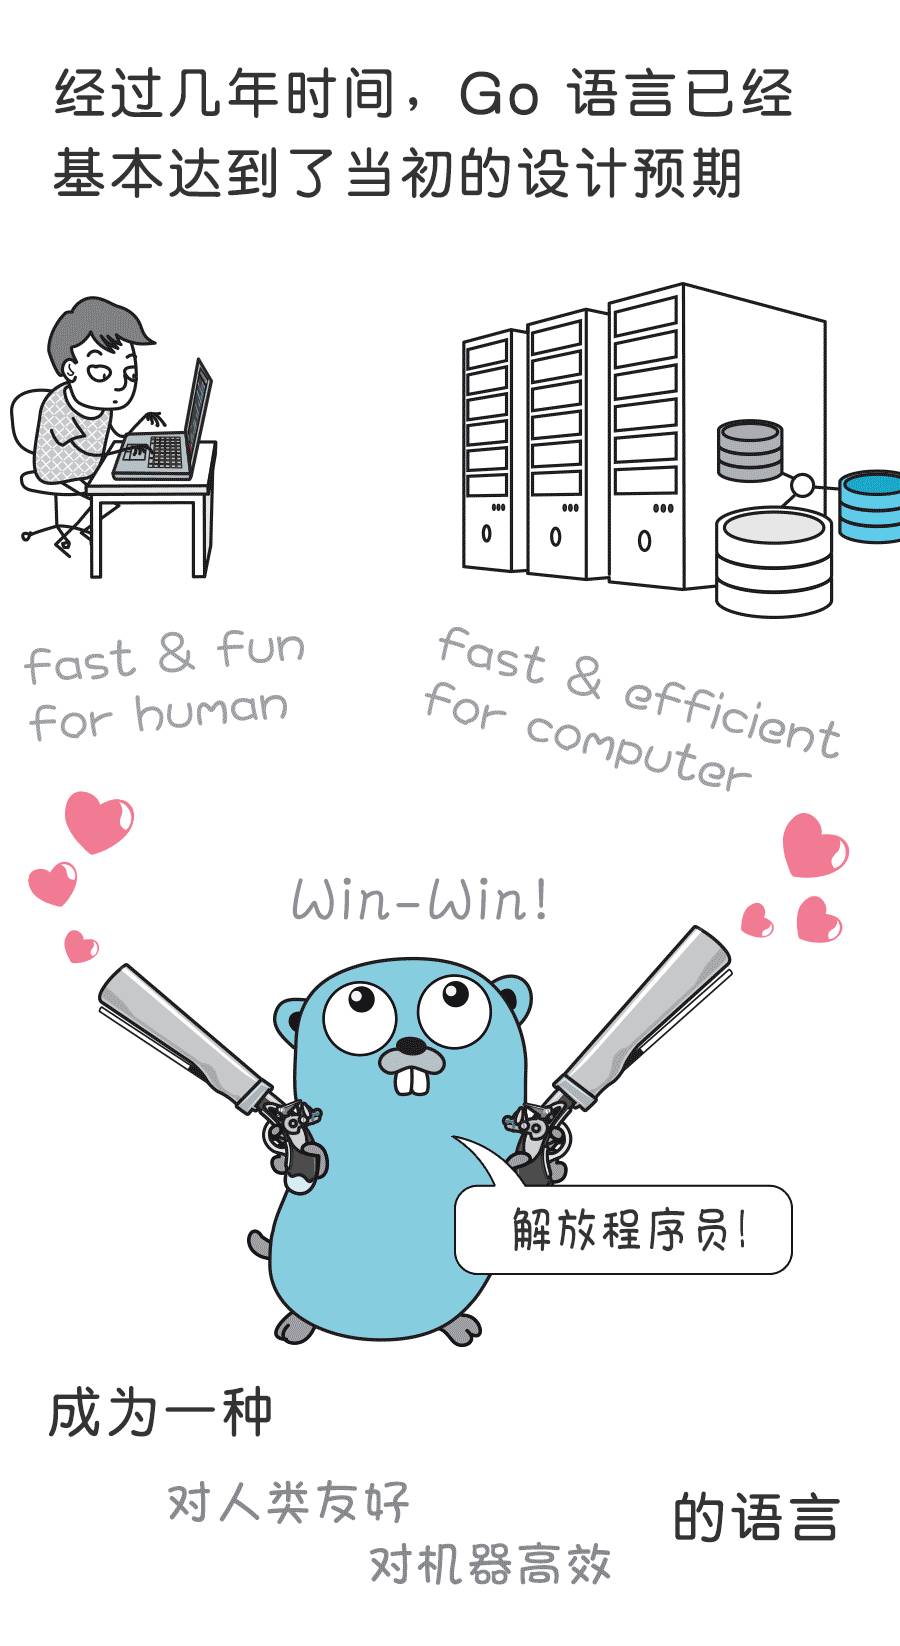 经过几年时间，Go 语言已经
基本达到了当初的设计预期
fast & fun
for human
fast & efficient
for computer
Win-Win!
解放程序员!
成为一种
对人类友好
对机器高效
的语言